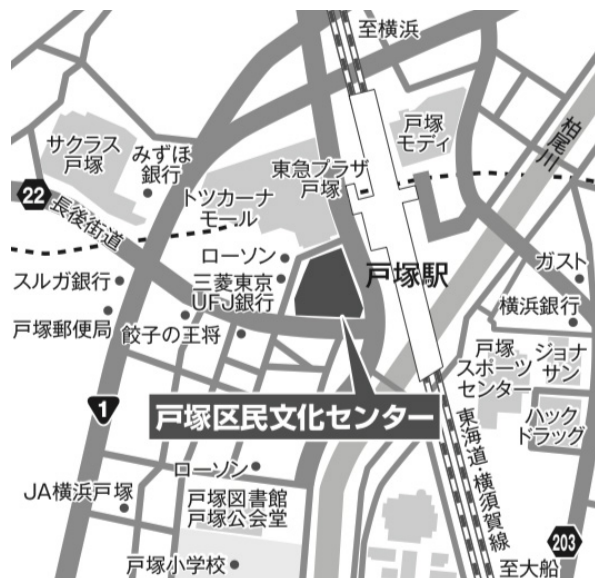 至横浜
サクラス
戸塚
みずほ
銀行
東急プラザ
戸塚
戸塚
モディ
柏尾川
22
長後街道
トツカーナ
モール
ローソン
三菱東京
UFJ銀行
戸塚駅
ガスト
スルガ銀行
横浜銀行
戸塚郵便局
餃子の王将
戸塚
スポーツ
センター
ジョナ
サン
1
戸塚区民文化センター
ハック
ドラッグ
東海道・横須賀線
ローソン
JA横浜戸塚
戸塚図書館
戸塚公会堂
203
戸塚小学校
至大船